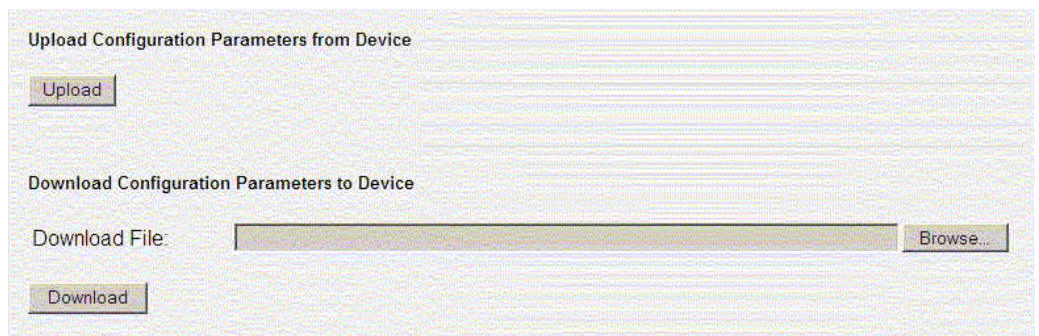 Upload Configuration Parameters from Device
Upload
Download Configuration Parameters to Device
Download File: Browse...
Download